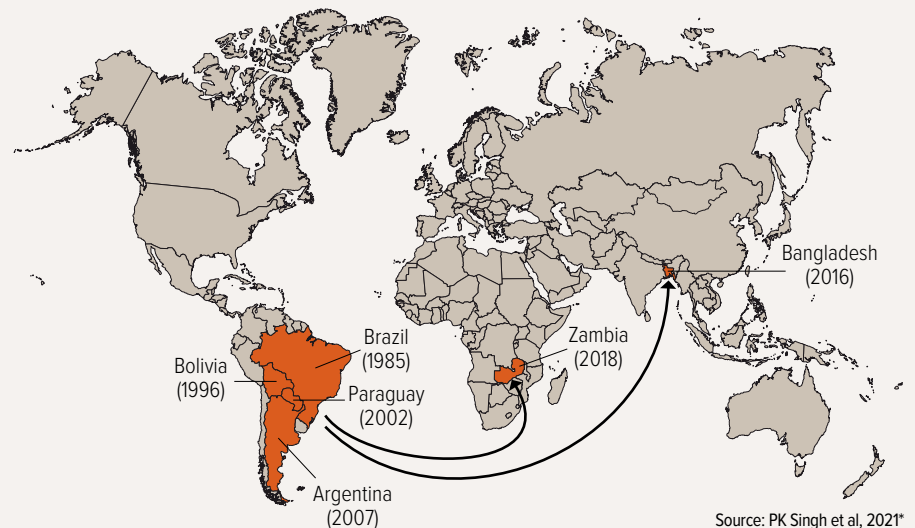 Bangladesh
(2016)
Brazil
(1985)
Zambia
(2018)
Bolivia
(1996)
Paraguay
(2002)
Argentina
(2007)
Source: PK Singh et al, 2021*